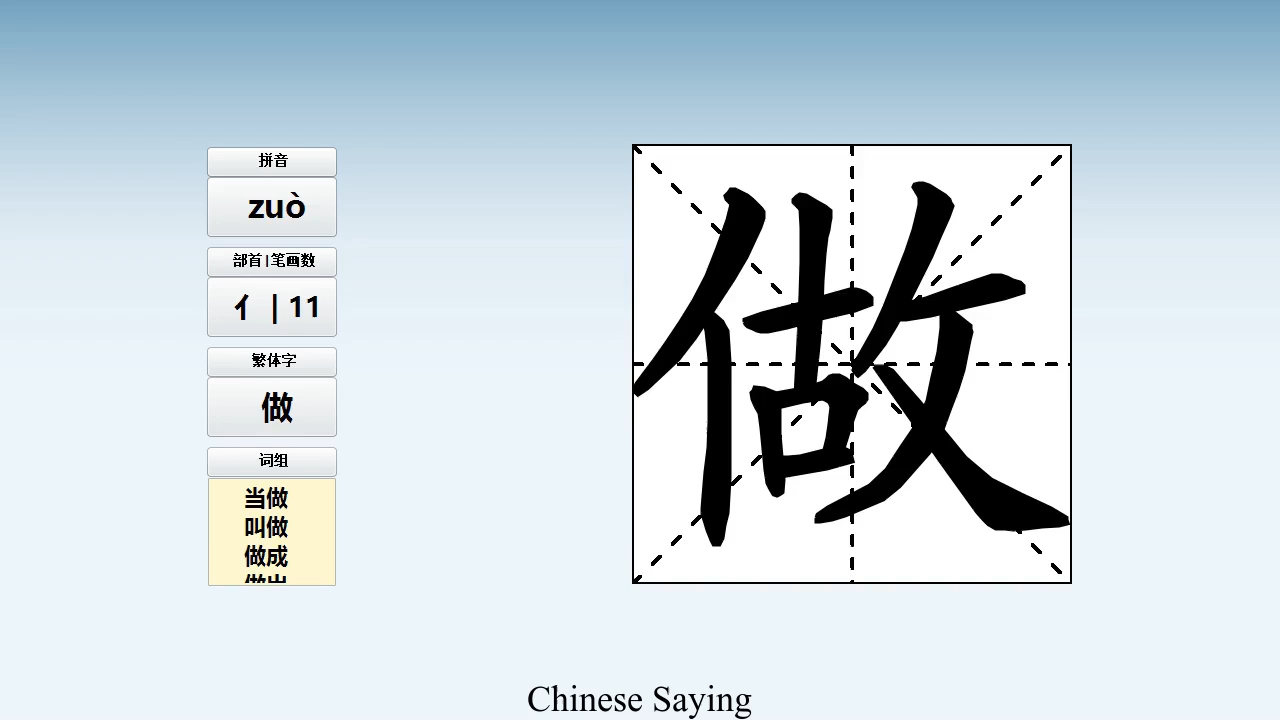 拼音
zuò
部首|笔画数
亻 | 11
繁体字
做
词组
当做
叫做
做成
做
Chinese Saying